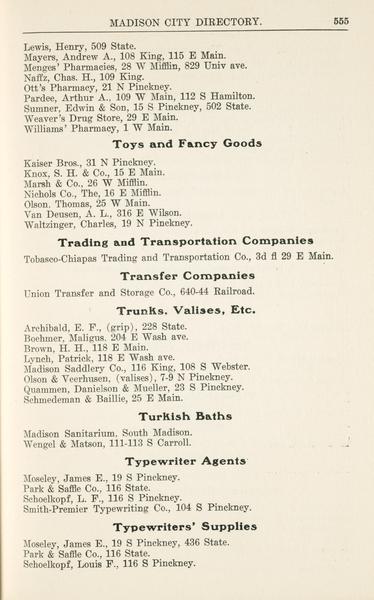 MADISON CITY DIRECTORY. 555
Lewis, Henry, 509 State.
Mayers, Andrew A., 108 King, 115 E Main.
Menges' Pharmacies, 28 W Mifflin, 829 Univ ave.
Naffz, Chas. H., 109 King.
Ott's Pharmacy, 21 N Pinckney.
Pardee, Arthur A., 109 W Main, 112 S Hamilton.
Sumner, Edwin & Son, 15 S Pinckney, 502 State.
Weaver's Drug Store, 29 E Main.
Williams' Pharmacy, 1 W Main.
Toys and Fancy Goods
Kaiser Bros., 31 N Pinckney.
Knox, S. H. & Co., 15 E Main.
Marsh & Co., 26 W Mifflin.
Nichols Co., The, 16 E Mifflin.
Olson, Thomas, 25 W Main.
Van Deusen, A. L., 316 E Wilson.
Waltzinger, Charles, 19 N Pinckney.
Trading and Transportation Companies
Tobasco-Chiapas Trading and Transportation Co., 3d fl 29 E Main.
Transfer Companies
Union Transfer and Storage Co., 640-44 Railroad.
Trunks, Valises, Etc.
Archibald, E. F., (grip), 228 State.
Boehmer, Maligus. 204 E Wash ave.
Brown, H. H., 118 E Main.
Lynch, Patrick, 118 E Wash ave.
Madison Saddlery Co., 116 King, 108 S Webster.
Olson & Veerhusen, (valises), 7-9 N Pinckney.
Quammen, Danielson & Mueller, 23 S Pinckney.
Schmedeman & Baillie, 25 E Main.
Turkish Baths
Madison Sanitarium, South Madison.
Wengel & Matson, 111-113 S Carroll.
Typewriter Agents
Moseley, James E., 19 S Pinckney.
Park & Saffle Co., 116 State.
Schoelkopf, L. F., 116 S Pinckney.
Smith-Premier Typewriting Co., 104 S Pinckney.
Typewriters' Supplies
Moseley, James E., 19 S Pinckney, 436 State.
Park & Saffle Co., 116 State.
Schoelkopf, Louis F., 116 S Pinckney.